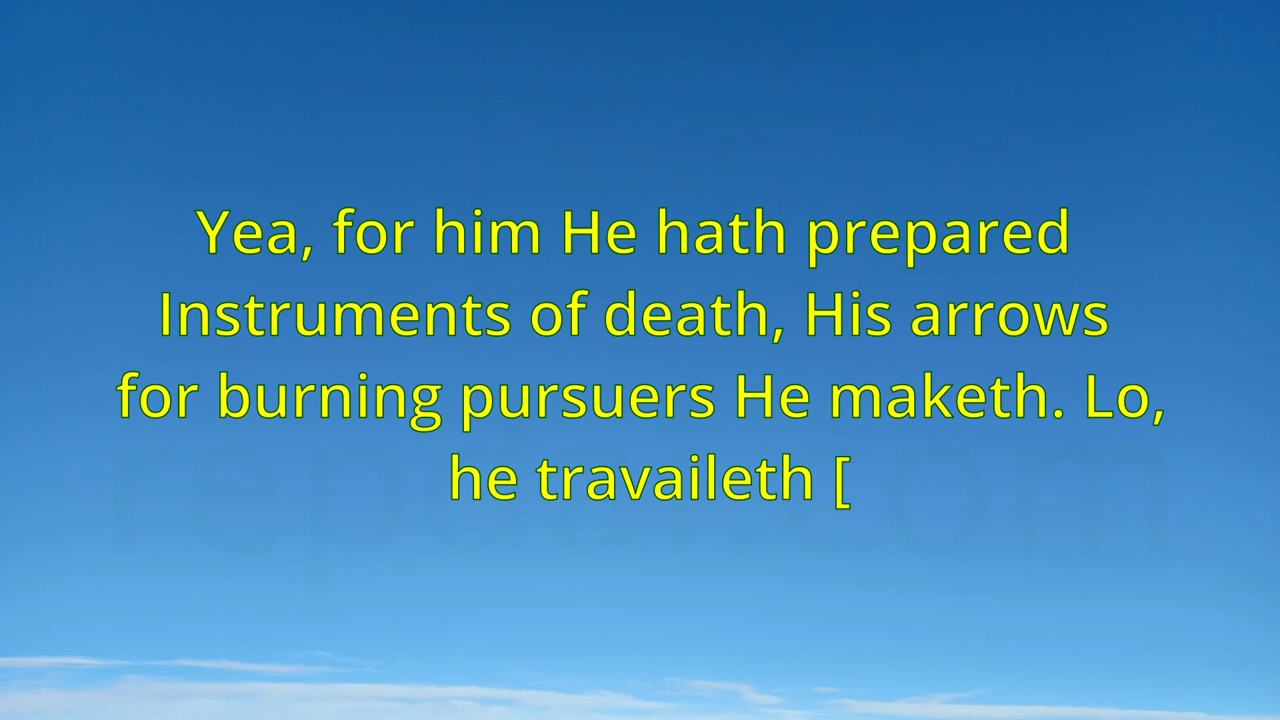 Yea, for him He hath prepared
Instruments of death, His arrows
for burning pursuers He maketh. Lo,
he travaileth [